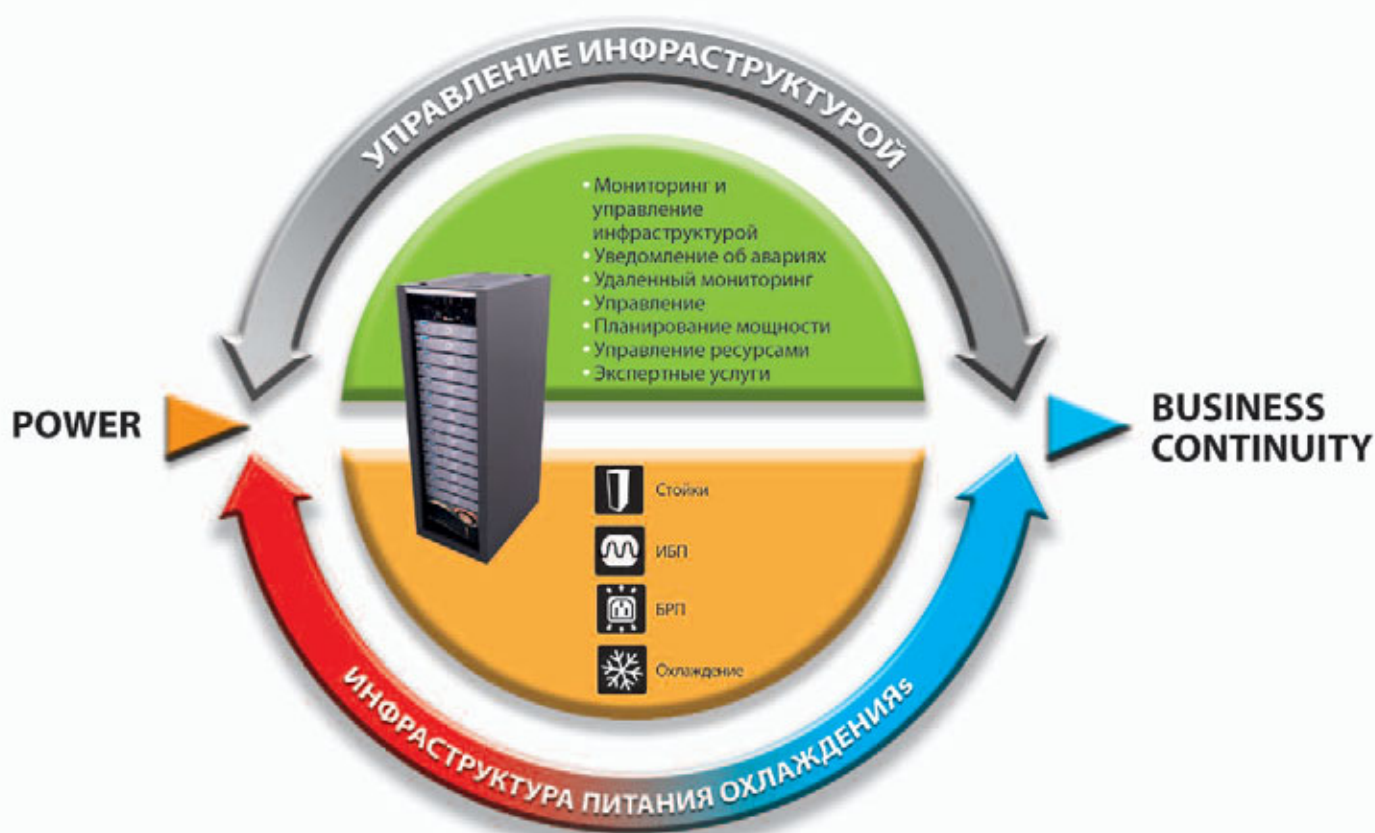 УПРАВЛЕНИЕ ИНФРАСТРУКТУРОЙ
• Мониторинг и
управление
инфраструктурой
• Уведомление об авариях
• Удаленный мониторинг
• Управление
• Планирование мощности
• Управление ресурсами
• Экспертные услуги
POWER
BUSINESS
CONTINUITY
Стойки
ИБП
БРП
Охлаждение
ИНФРАСТРУКТУРА ПИТАНИЯ ОХЛАЖДЕНИЯs